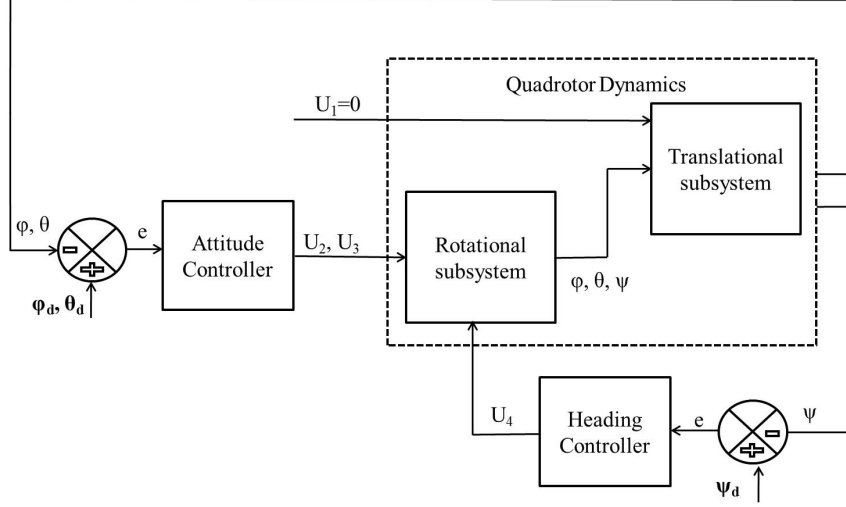 Quadrotor Dynamics
U₁=0
Translational
subsystem
φ, θ
e
Attitude
Controller
U₂, U₃
Rotational
subsystem
φ, θ, ψ
φd, θd
U₄
Heading
Controller
e
ψ
ψd